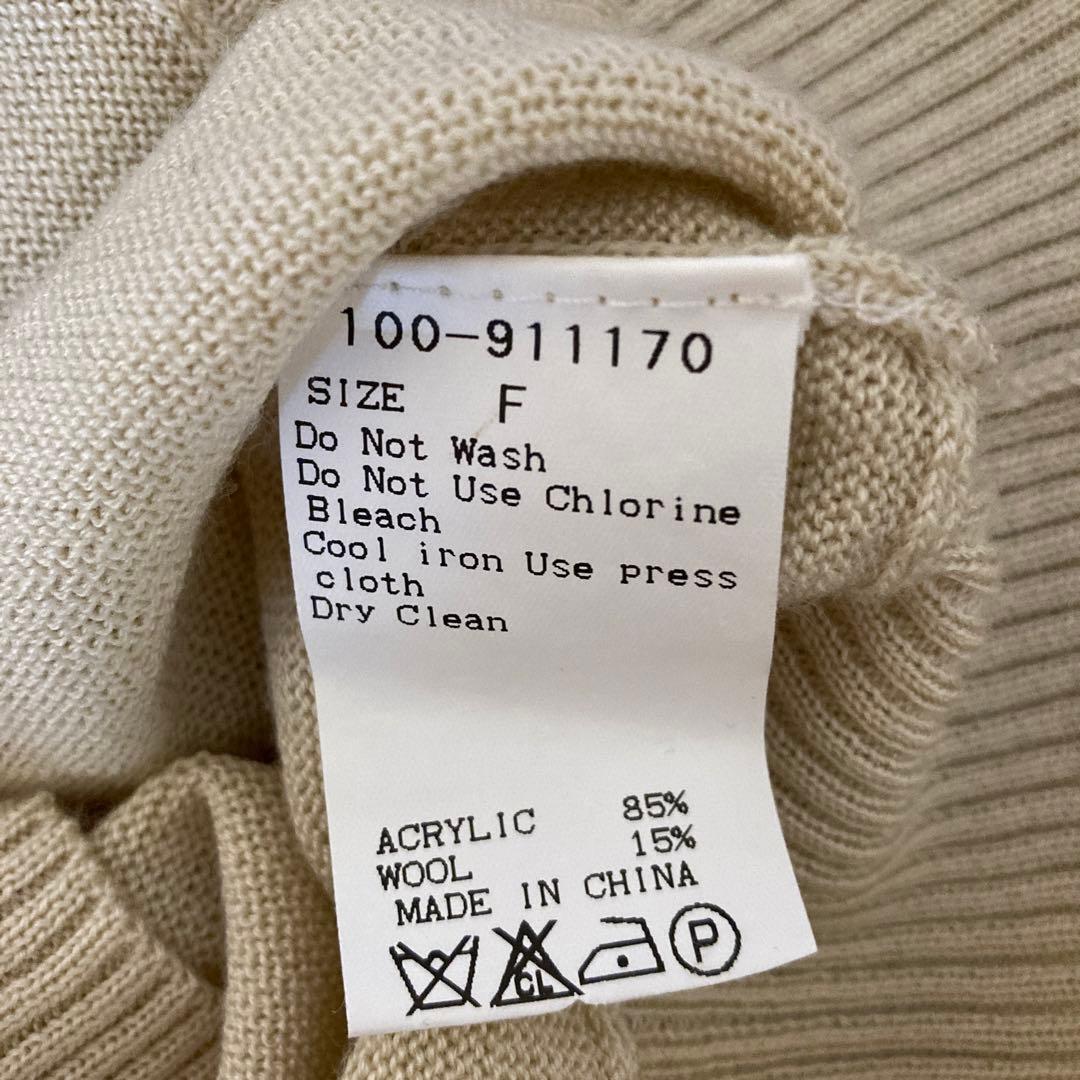 100-911170
SIZE F
Do Not Wash
Do Not Use Chlorine
Bleach
Cool iron Use press
cloth
Dry Clean
ACRYLIC 85%
WOOL 15%
MADE IN CHINA
CL P